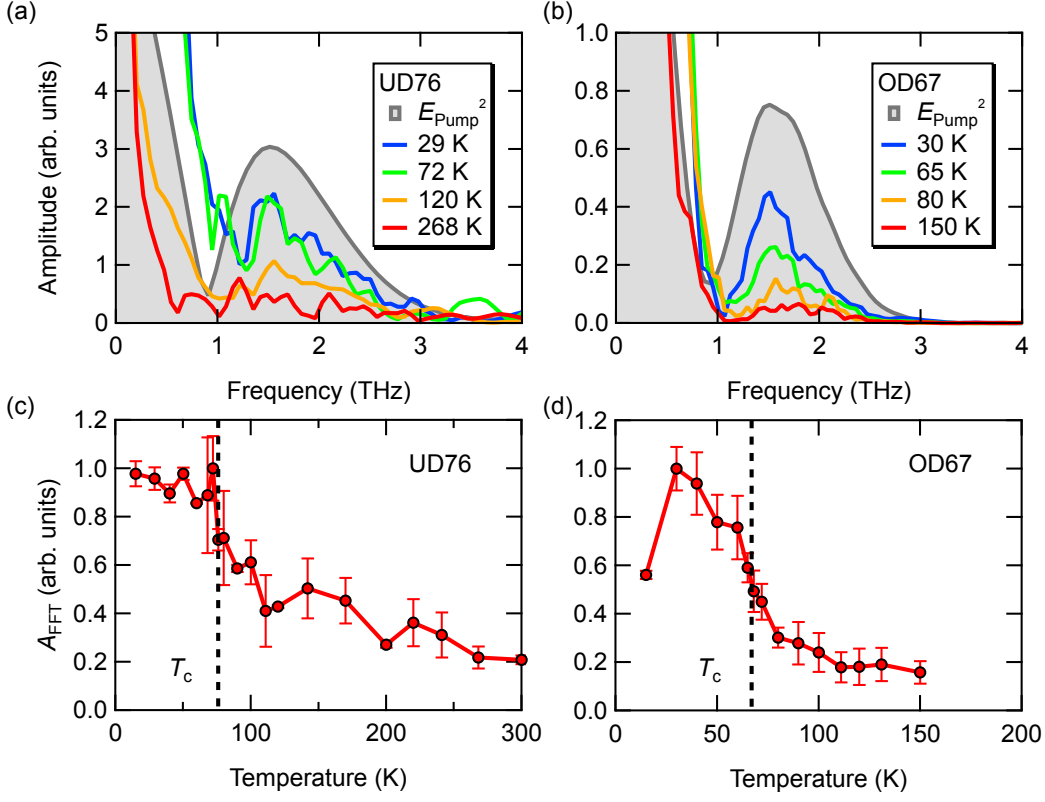 (a)
5
4
3
2
1
0
Amplitude (arb. units)
0
1
2
3
4
Frequency (THz)
UD76
E_Pump²
29 K
72 K
120 K
268 K
(b)
1.0
0.8
0.6
0.4
0.2
0.0
0
1
2
3
4
Frequency (THz)
OD67
E_Pump²
30 K
65 K
80 K
150 K
(c)
1.2
1.0
0.8
0.6
0.4
0.2
0.0
A_FFT (arb. units)
UD76
T_c
0
100
200
300
Temperature (K)
(d)
1.2
1.0
0.8
0.6
0.4
0.2
0.0
OD67
T_c
0
50
100
150
200
Temperature (K)